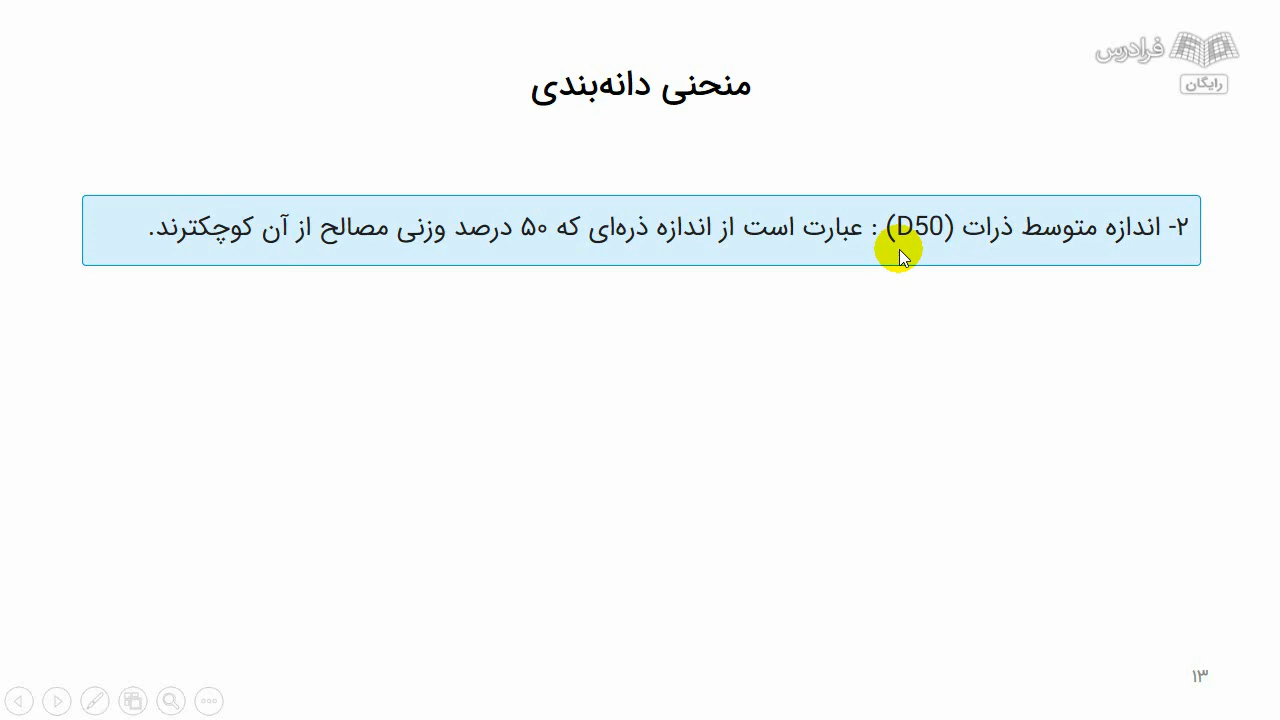 فرادرس
رایگان
منحنی دانه‌بندی
۲- اندازه متوسط ذرات (D50) : عبارت است از اندازه ذره‌ای که ۵۰ درصد وزنی مصالح از آن کوچکترند.
۱۳